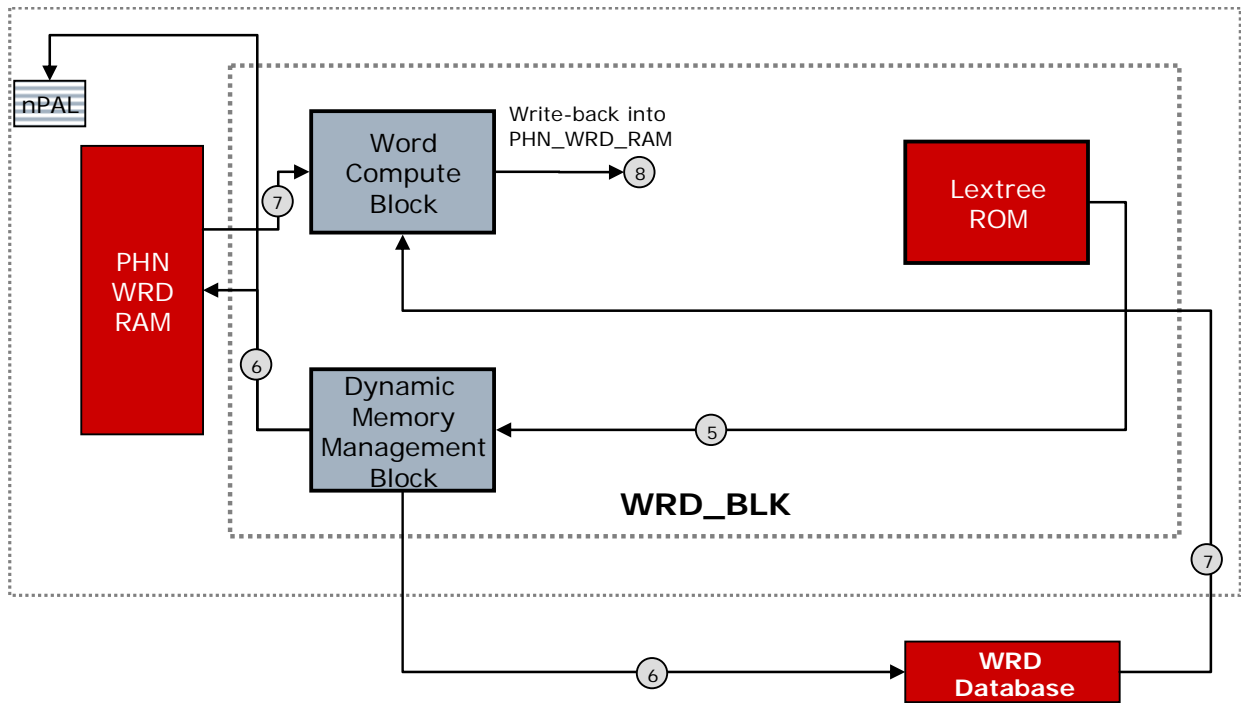 nPAL
Write-back into
PHN_WRD_RAM
Word
Compute
Block
8
7
Lextree
ROM
PHN
WRD
RAM
6
Dynamic
Memory
Management
Block
5
WRD_BLK
7
6
WRD
Database